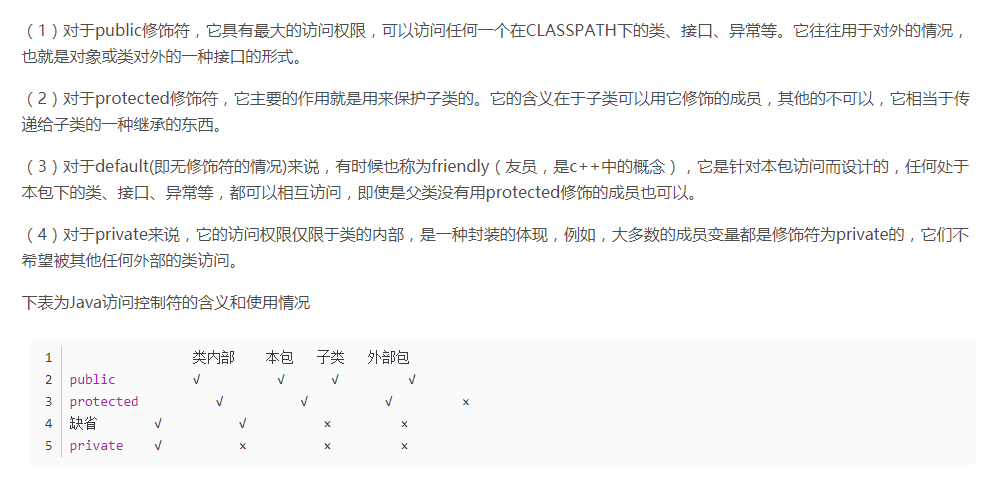 （1）对于public修饰符，它具有最大的访问权限，可以访问任何一个在CLASSPATH下的类、接口、异常等。它往往用于对外的情况，
也就是对象或类对外的一种接口的形式。
（2）对于protected修饰符，它主要的作用就是用来保护子类的。它的含义在于子类可以用它修饰的成员，其他的不可以，它相当于传
递给子类的一种继承的东西。
（3）对于default(即无修饰符的情况)来说，有时候也称为friendly（友员，是c++中的概念），它是针对本包访问而设计的，任何处于
本包下的类、接口、异常等，都可以相互访问，即使是父类没有用protected修饰的成员也可以。
（4）对于private来说，它的访问权限仅限于类的内部，是一种封装的体现，例如，大多数的成员变量都是修饰符为private的，它们不
希望被其他任何外部的类访问。
下表为Java访问控制符的含义和使用情况
1 类内部 本包 子类 外部包
2 public √ √ √ √
3 protected √ √ √ ×
4 缺省 √ √ × ×
5 private √ × × ×